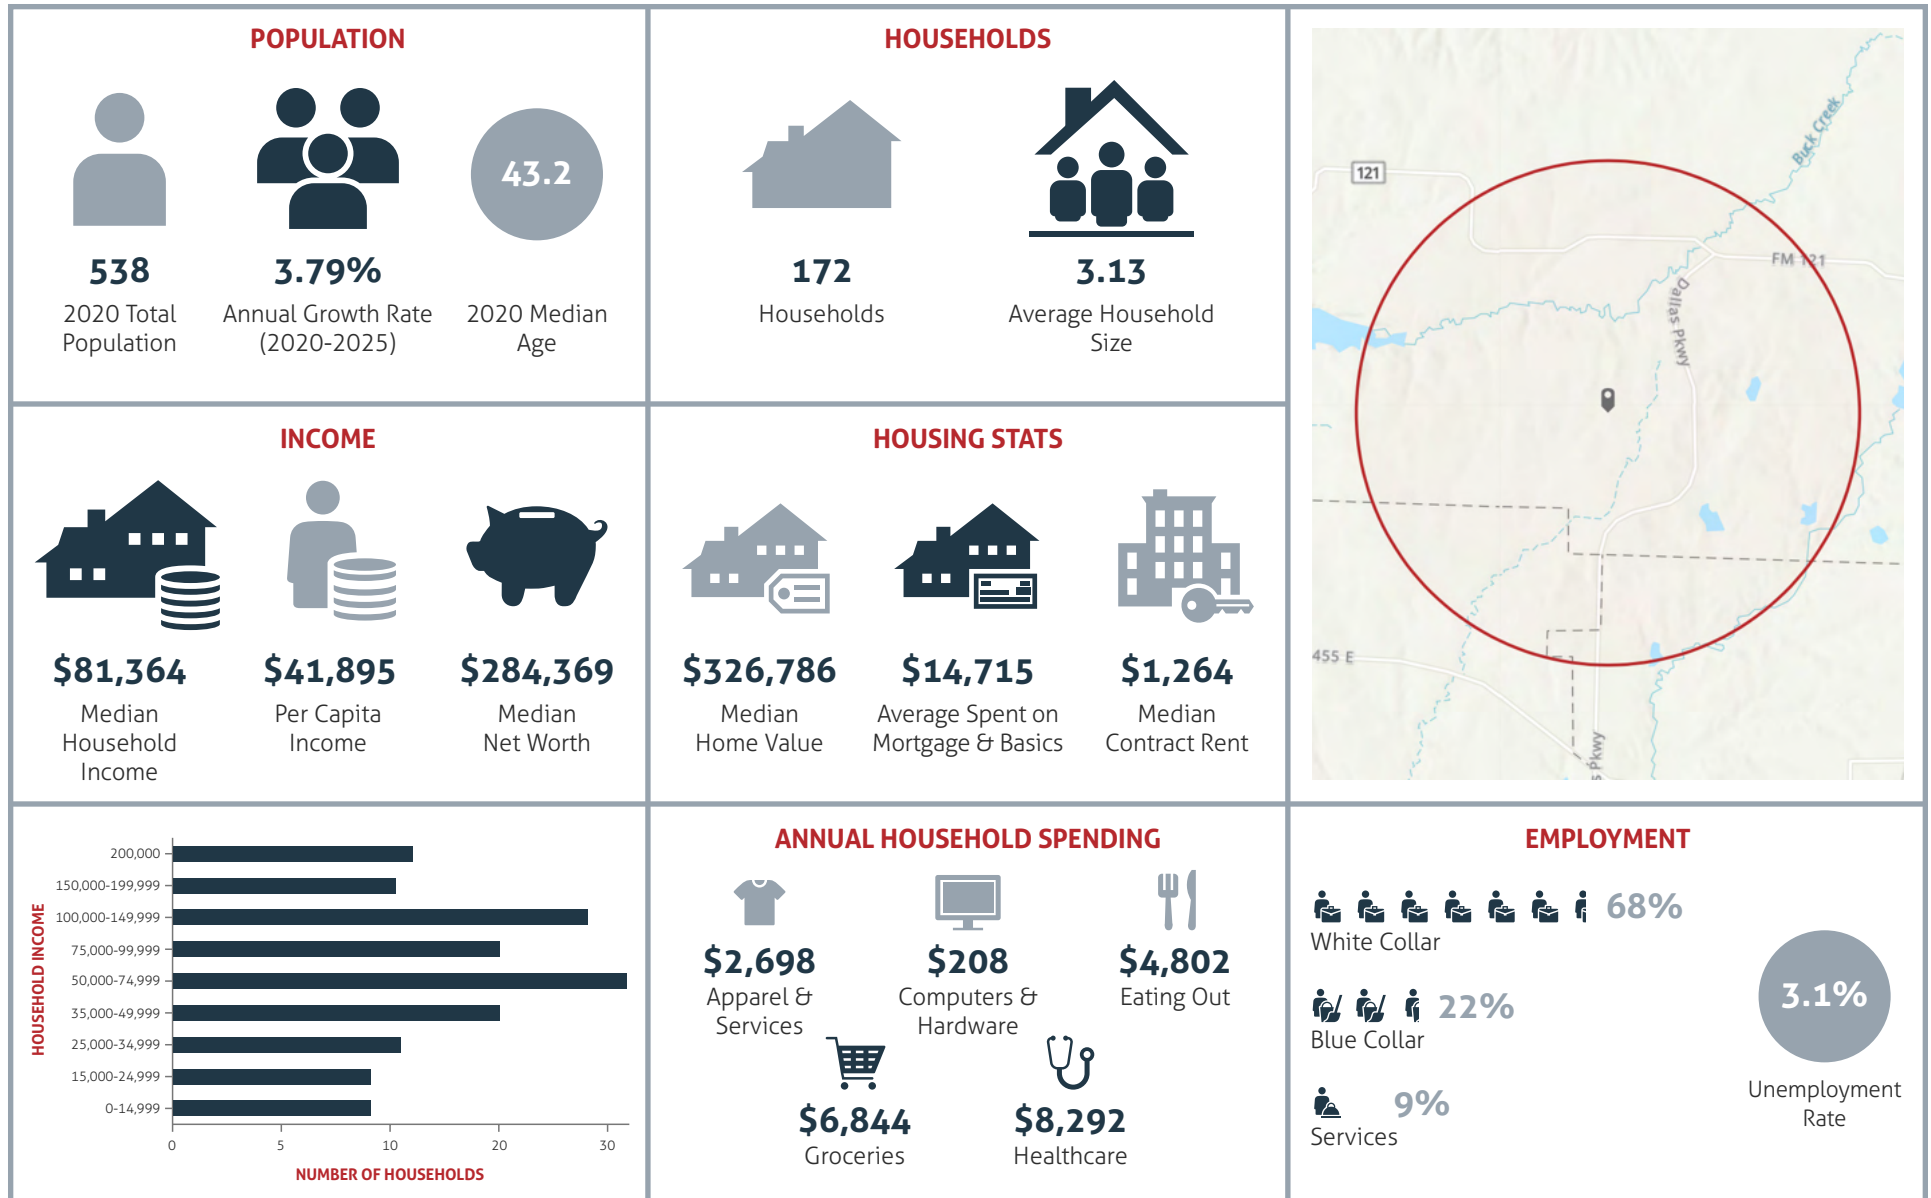 POPULATION
538
2020 Total
Population
3.79%
Annual Growth Rate
(2020-2025)
43.2
2020 Median
Age
HOUSEHOLDS
172
Households
3.13
Average Household
Size
121
Buck Creek
FM 121
Dallas Pkwy
455 E
s Pkwy
INCOME
$81,364
Median
Household
Income
$41,895
Per Capita
Income
$284,369
Median
Net Worth
HOUSING STATS
$326,786
Median
Home Value
$14,715
Average Spent on
Mortgage & Basics
$1,264
Median
Contract Rent
HOUSEHOLD INCOME
200,000
150,000-199,999
100,000-149,999
75,000-99,999
50,000-74,999
35,000-49,999
25,000-34,999
15,000-24,999
0-14,999
0 5 10 20 30
NUMBER OF HOUSEHOLDS
ANNUAL HOUSEHOLD SPENDING
$2,698
Apparel &
Services
$208
Computers &
Hardware
$4,802
Eating Out
$6,844
Groceries
$8,292
Healthcare
EMPLOYMENT
68%
White Collar
22%
Blue Collar
9%
Services
3.1%
Unemployment
Rate